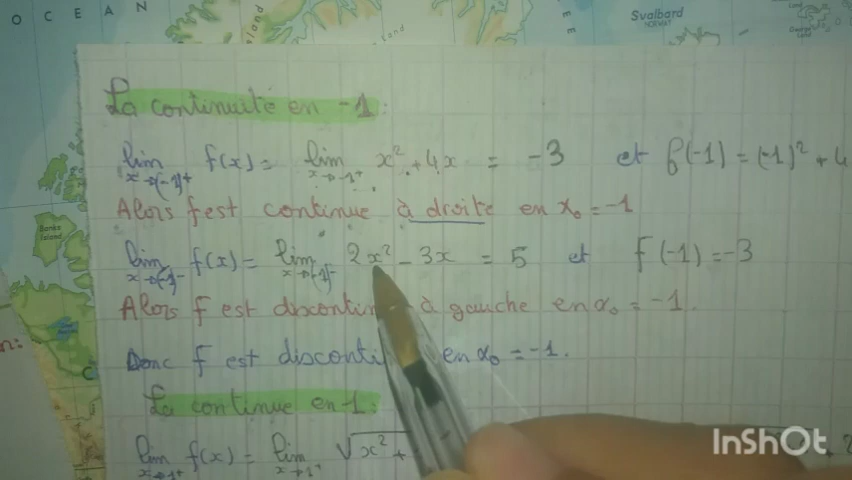 O C E A N
Svalbard
La continuité en -1:
lim x→(-1)+ f(x) = lim x→-1+ x² + 4x = -3 et f(-1) = (-1)² + 4
Alors f est continue à droite en x₀ = -1
lim x→(-1)- f(x) = lim x→(-1)- 2x² - 3x = 5 et f(-1) = -3
Alors f est discontin à gauche en x₀ = -1.
Donc f est disconti en x₀ = -1.
La continue en 1:
lim x→1+ f(x) = lim x→1+ √x² +
InShOt